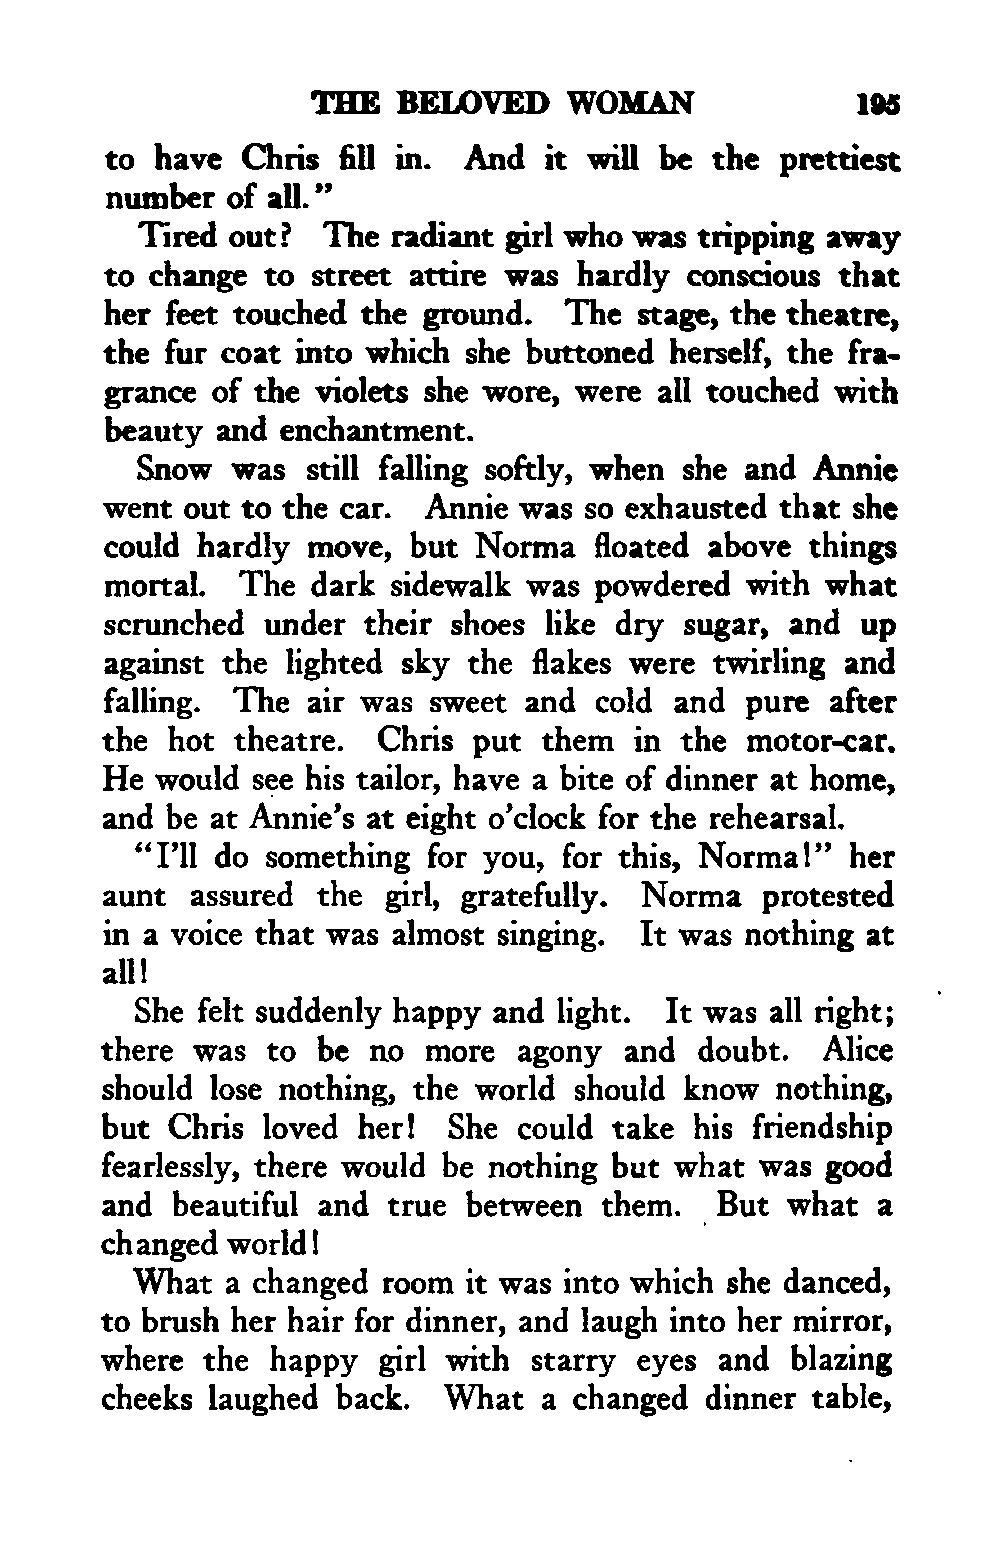 THE BELOVED WOMAN 195
to have Chris fill in. And it will be the prettiest
number of all."
Tired out? The radiant girl who was tripping away
to change to street attire was hardly conscious that
her feet touched the ground. The stage, the theatre,
the fur coat into which she buttoned herself, the fra-
grance of the violets she wore, were all touched with
beauty and enchantment.
Snow was still falling softly, when she and Annie
went out to the car. Annie was so exhausted that she
could hardly move, but Norma floated above things
mortal. The dark sidewalk was powdered with what
scrunched under their shoes like dry sugar, and up
against the lighted sky the flakes were twirling and
falling. The air was sweet and cold and pure after
the hot theatre. Chris put them in the motor-car.
He would see his tailor, have a bite of dinner at home,
and be at Annie's at eight o'clock for the rehearsal.
"I'll do something for you, for this, Norma!" her
aunt assured the girl, gratefully. Norma protested
in a voice that was almost singing. It was nothing at
all!
She felt suddenly happy and light. It was all right;
there was to be no more agony and doubt. Alice
should lose nothing, the world should know nothing,
but Chris loved her! She could take his friendship
fearlessly, there would be nothing but what was good
and beautiful and true between them. But what a
changed world!
What a changed room it was into which she danced,
to brush her hair for dinner, and laugh into her mirror,
where the happy girl with starry eyes and blazing
cheeks laughed back. What a changed dinner table,